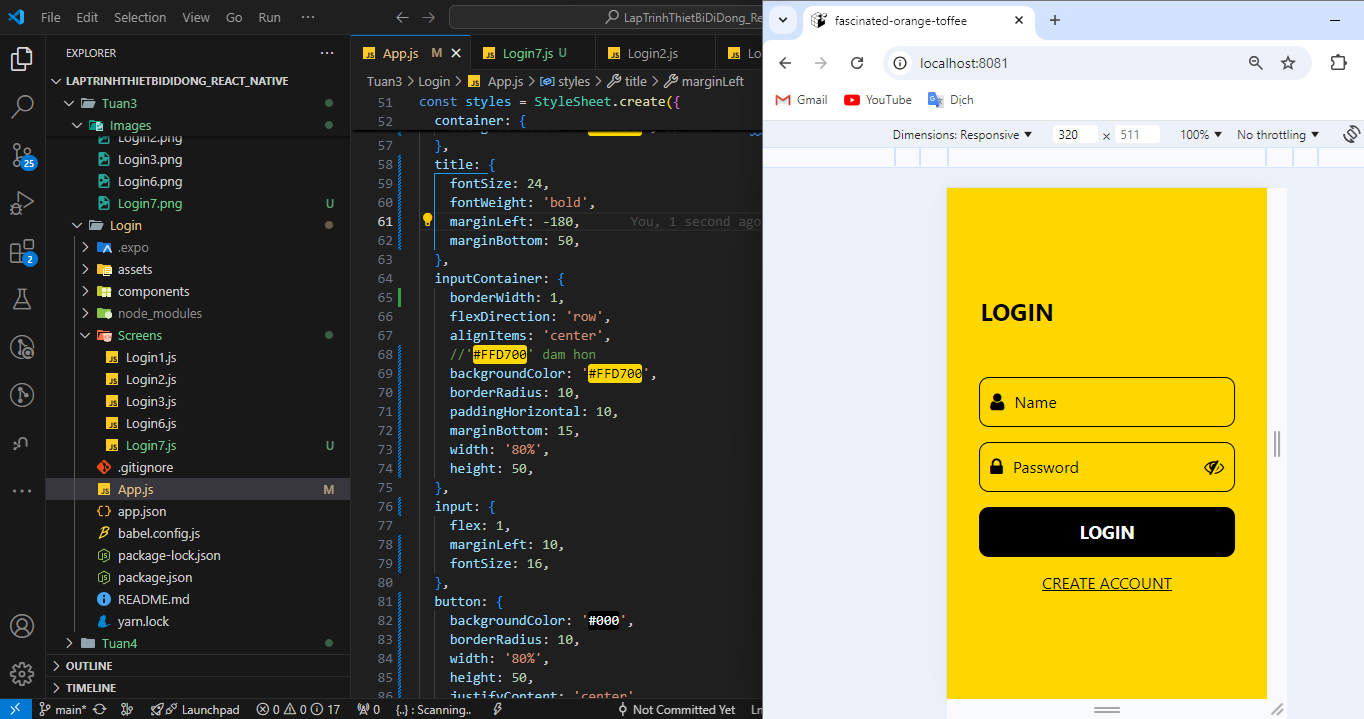 File Edit Selection View Go Run ···
LapTrinhThietBiDiDong_Re
EXPLORER
LAPTRINHTHIETBIDIDONG_REACT_NATIVE
Tuan3
Images
Login2.png
Login3.png
Login6.png
Login7.png U
Login
.expo
assets
components
node_modules
Screens
Login1.js
Login2.js
Login3.js
Login6.js
Login7.js U
.gitignore
App.js M
app.json
babel.config.js
package-lock.json
package.json
README.md
yarn.lock
Tuan4
OUTLINE
TIMELINE
25
2
App.js M
Login7.js U
Login2.js
Lo
Tuan3 > Login > App.js > styles > title > marginLeft
51 const styles = StyleSheet.create({
52 container: {
57 },
58 title: {
59 fontSize: 24,
60 fontWeight: 'bold',
61 marginLeft: -180, You, 1 second ago
62 marginBottom: 50,
63 },
64 inputContainer: {
65 borderWidth: 1,
66 flexDirection: 'row',
67 alignItems: 'center',
68 //'#FFD700' dam hon
69 backgroundColor: '#FFD700',
70 borderRadius: 10,
71 paddingHorizontal: 10,
72 marginBottom: 15,
73 width: '80%',
74 height: 50,
75 },
76 input: {
77 flex: 1,
78 marginLeft: 10,
79 fontSize: 16,
80 },
81 button: {
82 backgroundColor: '#000',
83 borderRadius: 10,
84 width: '80%',
85 height: 50,
86 justifyContent: 'center'
main* Launchpad 0 0 17 0 {..} : Scanning.. Not Committed Yet Ln
fascinated-orange-toffee
localhost:8081
Gmail YouTube Dịch
Dimensions: Responsive 320 × 511 100% No throttling
LOGIN
Name
Password
LOGIN
CREATE ACCOUNT